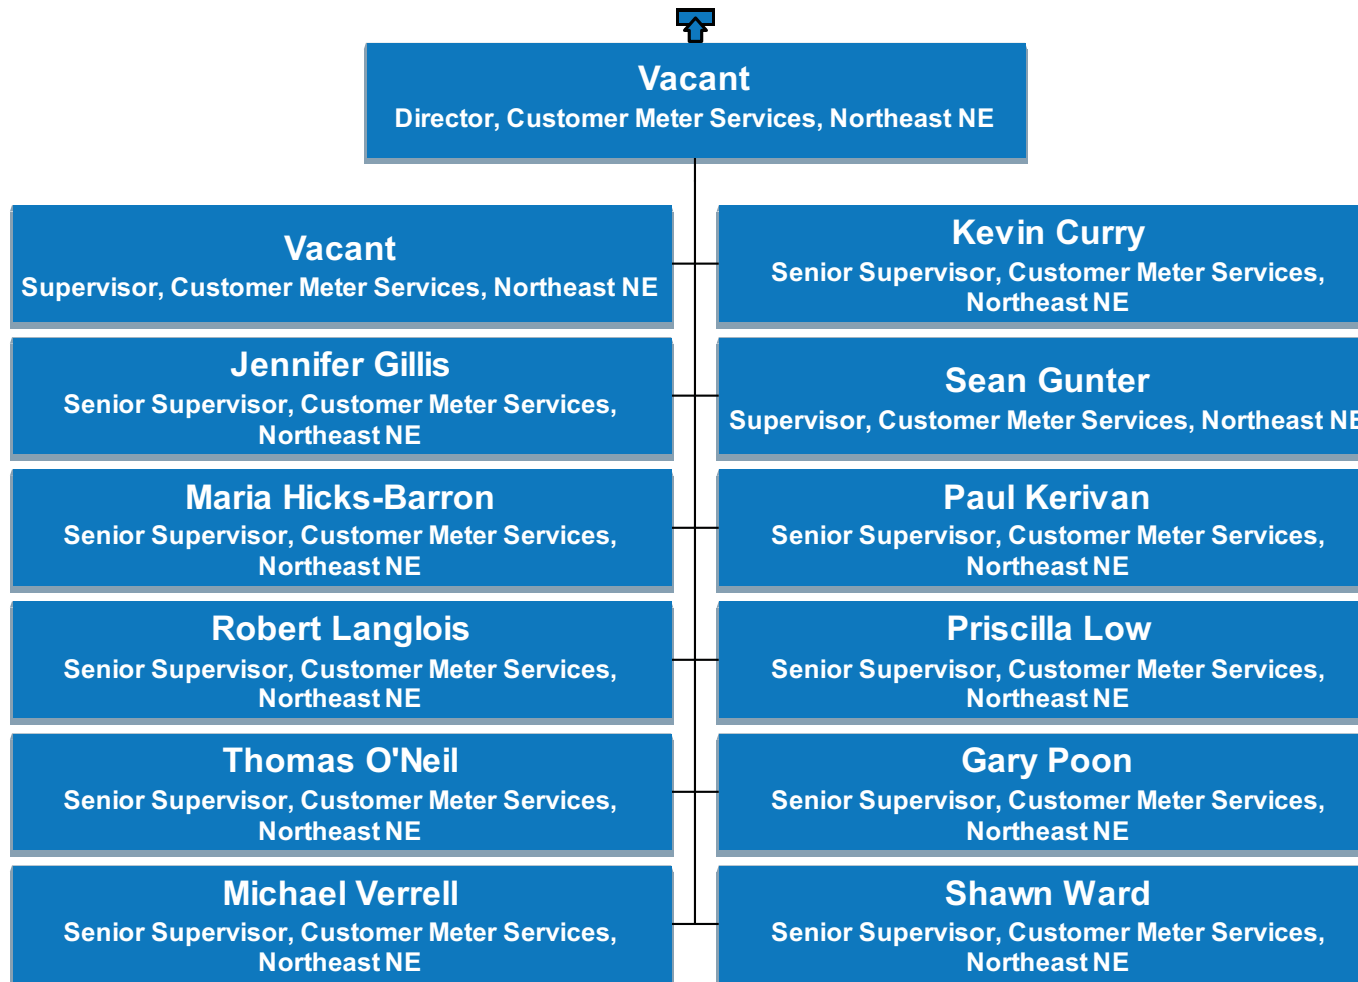 Vacant
Director, Customer Meter Services, Northeast NE
Vacant
Supervisor, Customer Meter Services, Northeast NE
Kevin Curry
Senior Supervisor, Customer Meter Services,
Northeast NE
Jennifer Gillis
Senior Supervisor, Customer Meter Services,
Northeast NE
Sean Gunter
Supervisor, Customer Meter Services, Northeast NE
Maria Hicks-Barron
Senior Supervisor, Customer Meter Services,
Northeast NE
Paul Kerivan
Senior Supervisor, Customer Meter Services,
Northeast NE
Robert Langlois
Senior Supervisor, Customer Meter Services,
Northeast NE
Priscilla Low
Senior Supervisor, Customer Meter Services,
Northeast NE
Thomas O'Neil
Senior Supervisor, Customer Meter Services,
Northeast NE
Gary Poon
Senior Supervisor, Customer Meter Services,
Northeast NE
Michael Verrell
Senior Supervisor, Customer Meter Services,
Northeast NE
Shawn Ward
Senior Supervisor, Customer Meter Services,
Northeast NE